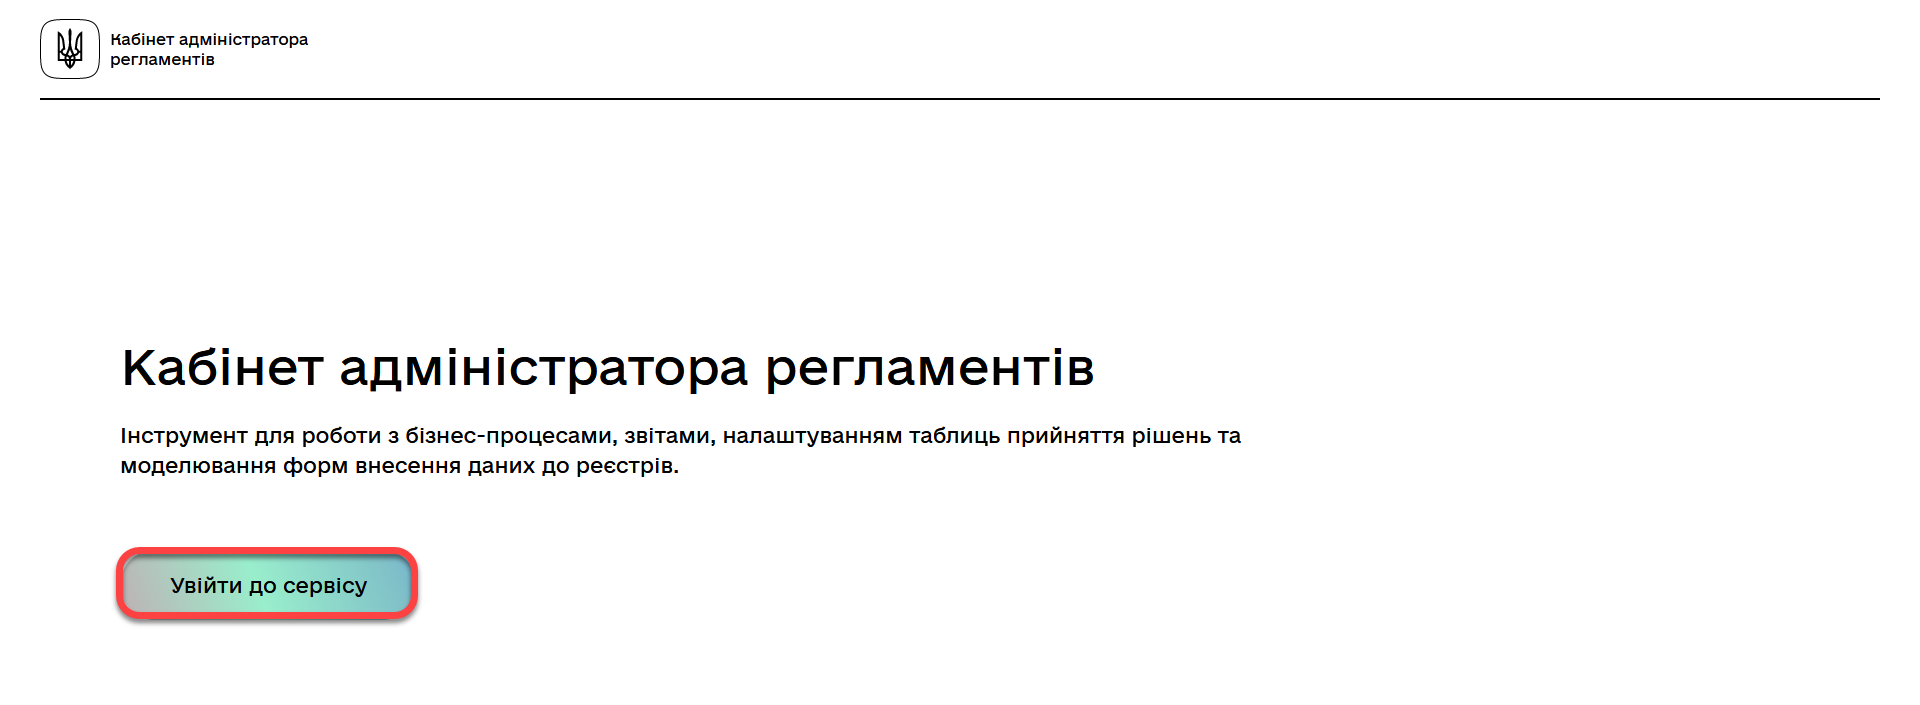 Кабінет адміністратора
регламентів
Кабінет адміністратора регламентів
Інструмент для роботи з бізнес-процесами, звітами, налаштуванням таблиць прийняття рішень та
моделювання форм внесення даних до реєстрів.
Увійти до сервісу